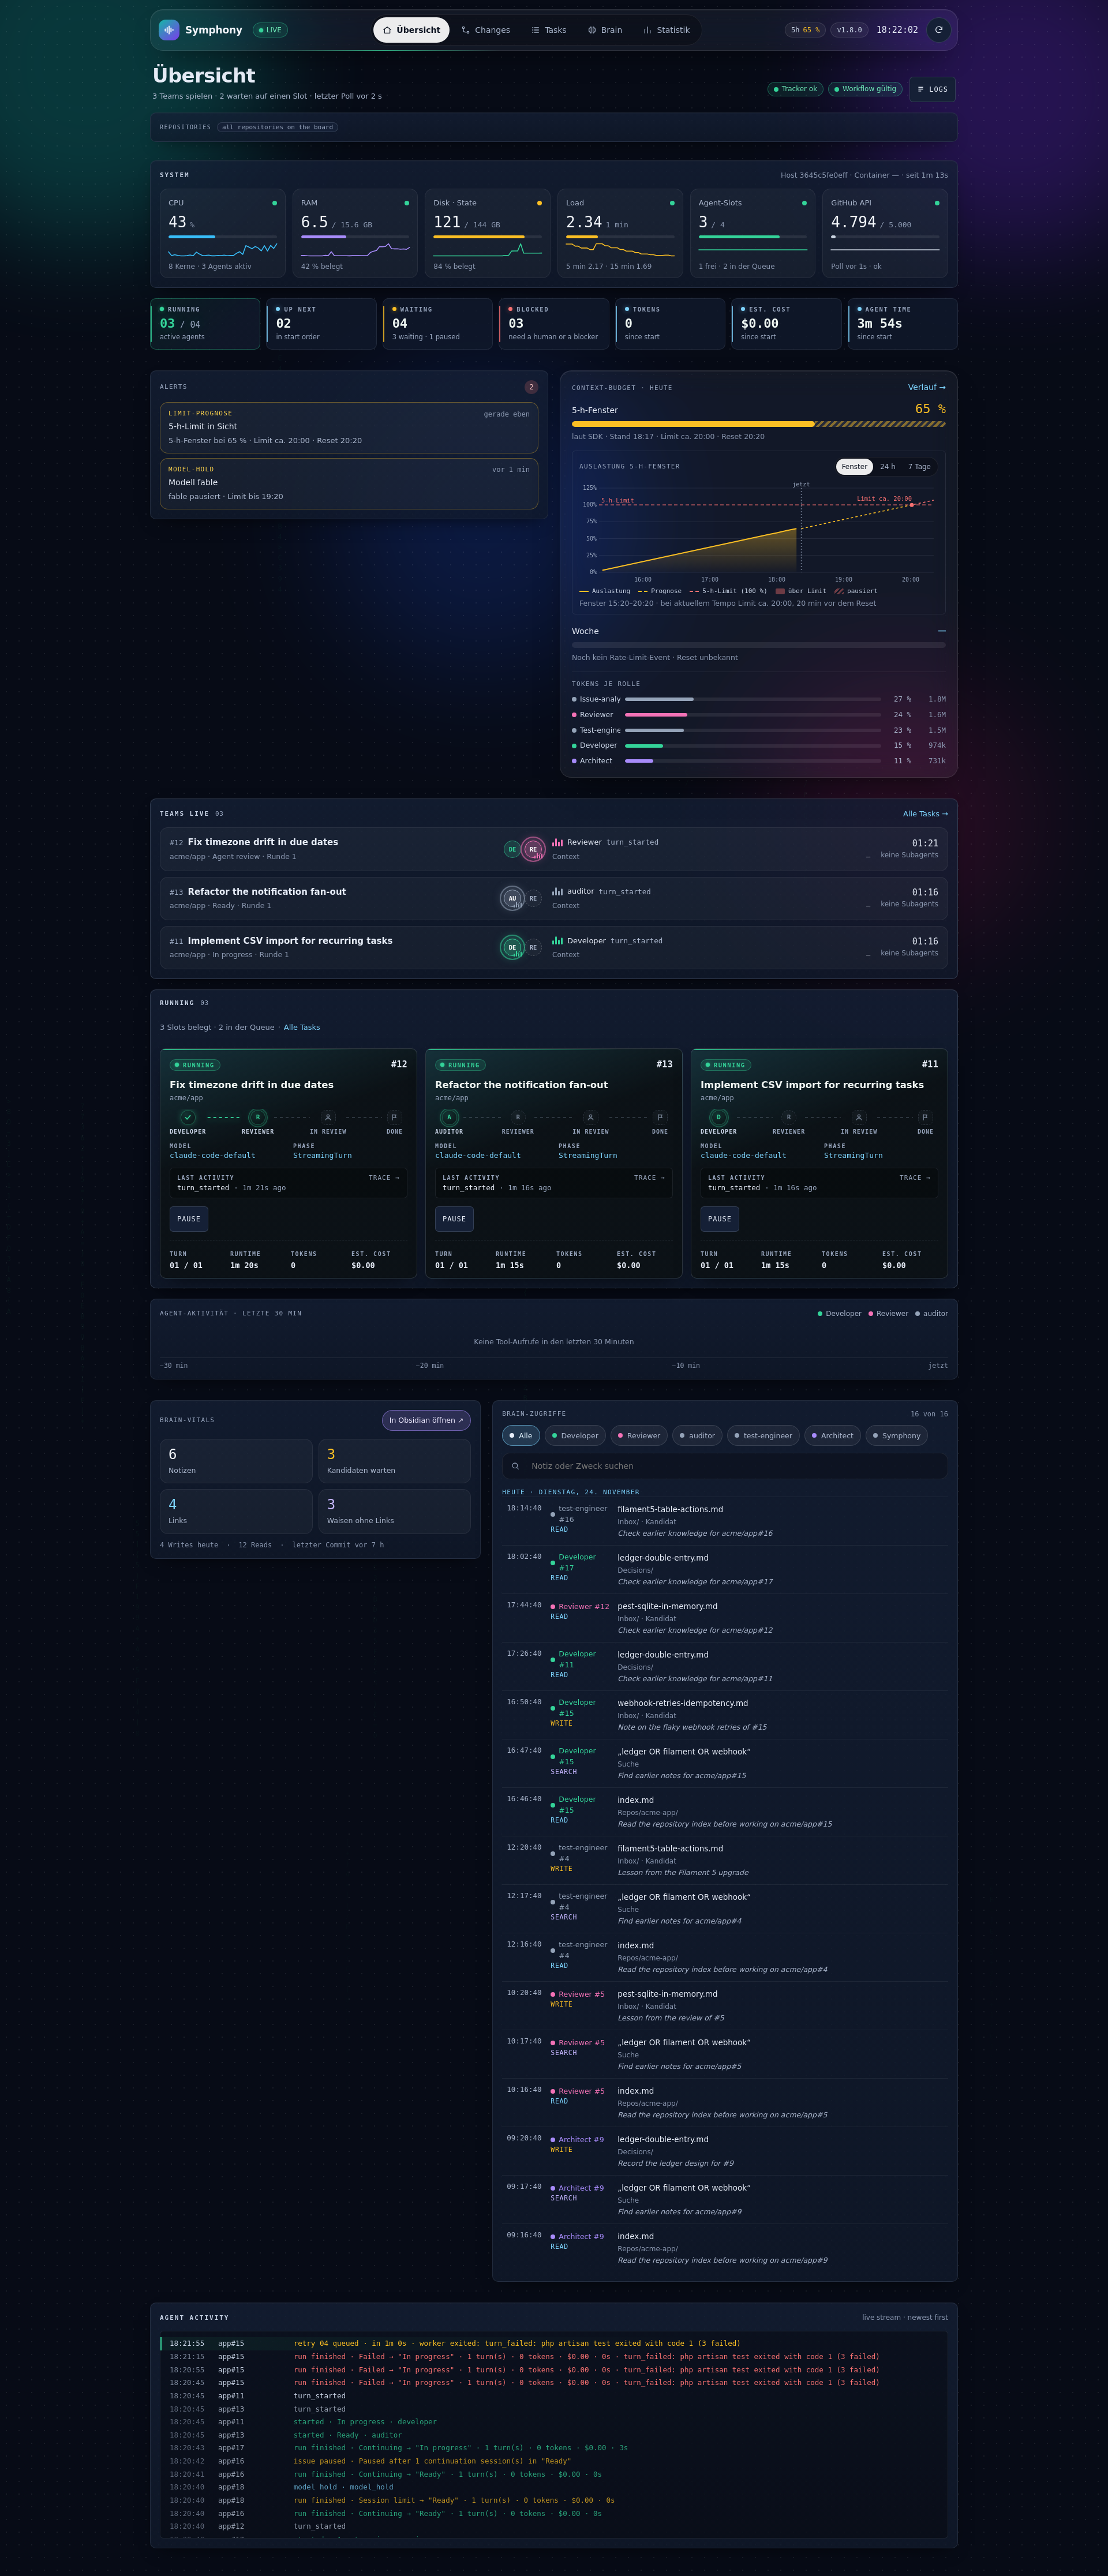 Symphony
LIVE
Übersicht
Changes
Tasks
Brain
Statistik
5h 65 %
v1.8.0
18:22:02
Übersicht
3 Teams spielen · 2 warten auf einen Slot · letzter Poll vor 2 s
Tracker ok
Workflow gültig
LOGS
REPOSITORIES
all repositories on the board
SYSTEM
Host 3645c5fe0eff · Container — · seit 1m 13s
CPU
43 %
8 Kerne · 3 Agents aktiv
RAM
6.5 / 15.6 GB
42 % belegt
Disk · State
121 / 144 GB
84 % belegt
Load
2.34 1 min
5 min 2.17 · 15 min 1.69
Agent-Slots
3 / 4
1 frei · 2 in der Queue
GitHub API
4.794 / 5.000
Poll vor 1s · ok
RUNNING
03 / 04
active agents
UP NEXT
02
in start order
WAITING
04
3 waiting · 1 paused
BLOCKED
03
need a human or a blocker
TOKENS
0
since start
EST. COST
$0.00
since start
AGENT TIME
3m 54s
since start
ALERTS
2
LIMIT-PROGNOSE
gerade eben
5-h-Limit in Sicht
5-h-Fenster bei 65 % · Limit ca. 20:00 · Reset 20:20
MODEL-HOLD
vor 1 min
Modell fable
fable pausiert · Limit bis 19:20
CONTEXT-BUDGET · HEUTE
Verlauf →
5-h-Fenster
65 %
laut SDK · Stand 18:17 · Limit ca. 20:00 · Reset 20:20
AUSLASTUNG 5-H-FENSTER
Fenster
24 h
7 Tage
jetzt
125%
100%
5-h-Limit
Limit ca. 20:00
75%
50%
25%
0%
16:00
17:00
18:00
19:00
20:00
Auslastung
Prognose
5-h-Limit (100 %)
über Limit
pausiert
Fenster 15:20–20:20 · bei aktuellem Tempo Limit ca. 20:00, 20 min vor dem Reset
Woche
—
Noch kein Rate-Limit-Event · Reset unbekannt
TOKENS JE ROLLE
Issue-analy
27 %
1.8M
Reviewer
24 %
1.6M
Test-engine
23 %
1.5M
Developer
15 %
974k
Architect
11 %
731k
TEAMS LIVE 03
Alle Tasks →
#12 Fix timezone drift in due dates
acme/app · Agent review · Runde 1
DE
RE
Reviewer turn_started
Context
–
01:21
keine Subagents
#13 Refactor the notification fan-out
acme/app · Ready · Runde 1
AU
RE
auditor turn_started
Context
–
01:16
keine Subagents
#11 Implement CSV import for recurring tasks
acme/app · In progress · Runde 1
DE
RE
Developer turn_started
Context
–
01:16
keine Subagents
RUNNING 03
3 Slots belegt · 2 in der Queue · Alle Tasks
RUNNING
#12
Fix timezone drift in due dates
acme/app
R
DEVELOPER
REVIEWER
IN REVIEW
DONE
MODEL
PHASE
claude-code-default
StreamingTurn
LAST ACTIVITY
TRACE →
turn_started · 1m 21s ago
PAUSE
TURN
RUNTIME
TOKENS
EST. COST
01 / 01
1m 20s
0
$0.00
RUNNING
#13
Refactor the notification fan-out
acme/app
A
R
AUDITOR
REVIEWER
IN REVIEW
DONE
MODEL
PHASE
claude-code-default
StreamingTurn
LAST ACTIVITY
TRACE →
turn_started · 1m 16s ago
PAUSE
TURN
RUNTIME
TOKENS
EST. COST
01 / 01
1m 15s
0
$0.00
RUNNING
#11
Implement CSV import for recurring tasks
acme/app
D
R
DEVELOPER
REVIEWER
IN REVIEW
DONE
MODEL
PHASE
claude-code-default
StreamingTurn
LAST ACTIVITY
TRACE →
turn_started · 1m 16s ago
PAUSE
TURN
RUNTIME
TOKENS
EST. COST
01 / 01
1m 15s
0
$0.00
AGENT-AKTIVITÄT · LETZTE 30 MIN
Developer
Reviewer
auditor
Keine Tool-Aufrufe in den letzten 30 Minuten
−30 min
−20 min
−10 min
jetzt
BRAIN-VITALS
In Obsidian öffnen ↗
6
Notizen
3
Kandidaten warten
4
Links
3
Waisen ohne Links
4 Writes heute · 12 Reads · letzter Commit vor 7 h
BRAIN-ZUGRIFFE
16 von 16
Alle
Developer
Reviewer
auditor
test-engineer
Architect
Symphony
Notiz oder Zweck suchen
HEUTE · DIENSTAG, 24. NOVEMBER
18:14:40
test-engineer #16
READ
filament5-table-actions.md
Inbox/ · Kandidat
Check earlier knowledge for acme/app#16
18:02:40
Developer #17
READ
ledger-double-entry.md
Decisions/
Check earlier knowledge for acme/app#17
17:44:40
Reviewer #12
READ
pest-sqlite-in-memory.md
Inbox/ · Kandidat
Check earlier knowledge for acme/app#12
17:26:40
Developer #11
READ
ledger-double-entry.md
Decisions/
Check earlier knowledge for acme/app#11
16:50:40
Developer #15
WRITE
webhook-retries-idempotency.md
Inbox/ · Kandidat
Note on the flaky webhook retries of #15
16:47:40
Developer #15
SEARCH
„ledger OR filament OR webhook“
Suche
Find earlier notes for acme/app#15
16:46:40
Developer #15
READ
index.md
Repos/acme-app/
Read the repository index before working on acme/app#15
12:20:40
test-engineer #4
WRITE
filament5-table-actions.md
Inbox/ · Kandidat
Lesson from the Filament 5 upgrade
12:17:40
test-engineer #4
SEARCH
„ledger OR filament OR webhook“
Suche
Find earlier notes for acme/app#4
12:16:40
test-engineer #4
READ
index.md
Repos/acme-app/
Read the repository index before working on acme/app#4
10:20:40
Reviewer #5
WRITE
pest-sqlite-in-memory.md
Inbox/ · Kandidat
Lesson from the review of #5
10:17:40
Reviewer #5
SEARCH
„ledger OR filament OR webhook“
Suche
Find earlier notes for acme/app#5
10:16:40
Reviewer #5
READ
index.md
Repos/acme-app/
Read the repository index before working on acme/app#5
09:20:40
Architect #9
WRITE
ledger-double-entry.md
Decisions/
Record the ledger design for #9
09:17:40
Architect #9
SEARCH
„ledger OR filament OR webhook“
Suche
Find earlier notes for acme/app#9
09:16:40
Architect #9
READ
index.md
Repos/acme-app/
Read the repository index before working on acme/app#9
AGENT ACTIVITY
live stream · newest first
18:21:55 app#15 retry 04 queued · in 1m 0s · worker exited: turn_failed: php artisan test exited with code 1 (3 failed)
18:21:15 app#15 run finished · Failed → "In progress" · 1 turn(s) · 0 tokens · $0.00 · 0s · turn_failed: php artisan test exited with code 1 (3 failed)
18:20:55 app#15 run finished · Failed → "In progress" · 1 turn(s) · 0 tokens · $0.00 · 0s · turn_failed: php artisan test exited with code 1 (3 failed)
18:20:45 app#15 run finished · Failed → "In progress" · 1 turn(s) · 0 tokens · $0.00 · 0s · turn_failed: php artisan test exited with code 1 (3 failed)
18:20:45 app#11 turn_started
18:20:45 app#13 turn_started
18:20:45 app#11 started · In progress · developer
18:20:45 app#13 started · Ready · auditor
18:20:43 app#17 run finished · Continuing → "In progress" · 1 turn(s) · 0 tokens · $0.00 · 3s
18:20:42 app#16 issue paused · Paused after 1 continuation session(s) in "Ready"
18:20:41 app#16 run finished · Continuing → "Ready" · 1 turn(s) · 0 tokens · $0.00 · 0s
18:20:40 app#18 model hold · model_hold
18:20:40 app#18 run finished · Session limit → "Ready" · 1 turn(s) · 0 tokens · $0.00 · 0s
18:20:40 app#16 run finished · Continuing → "Ready" · 1 turn(s) · 0 tokens · $0.00 · 0s
18:20:40 app#12 turn_started